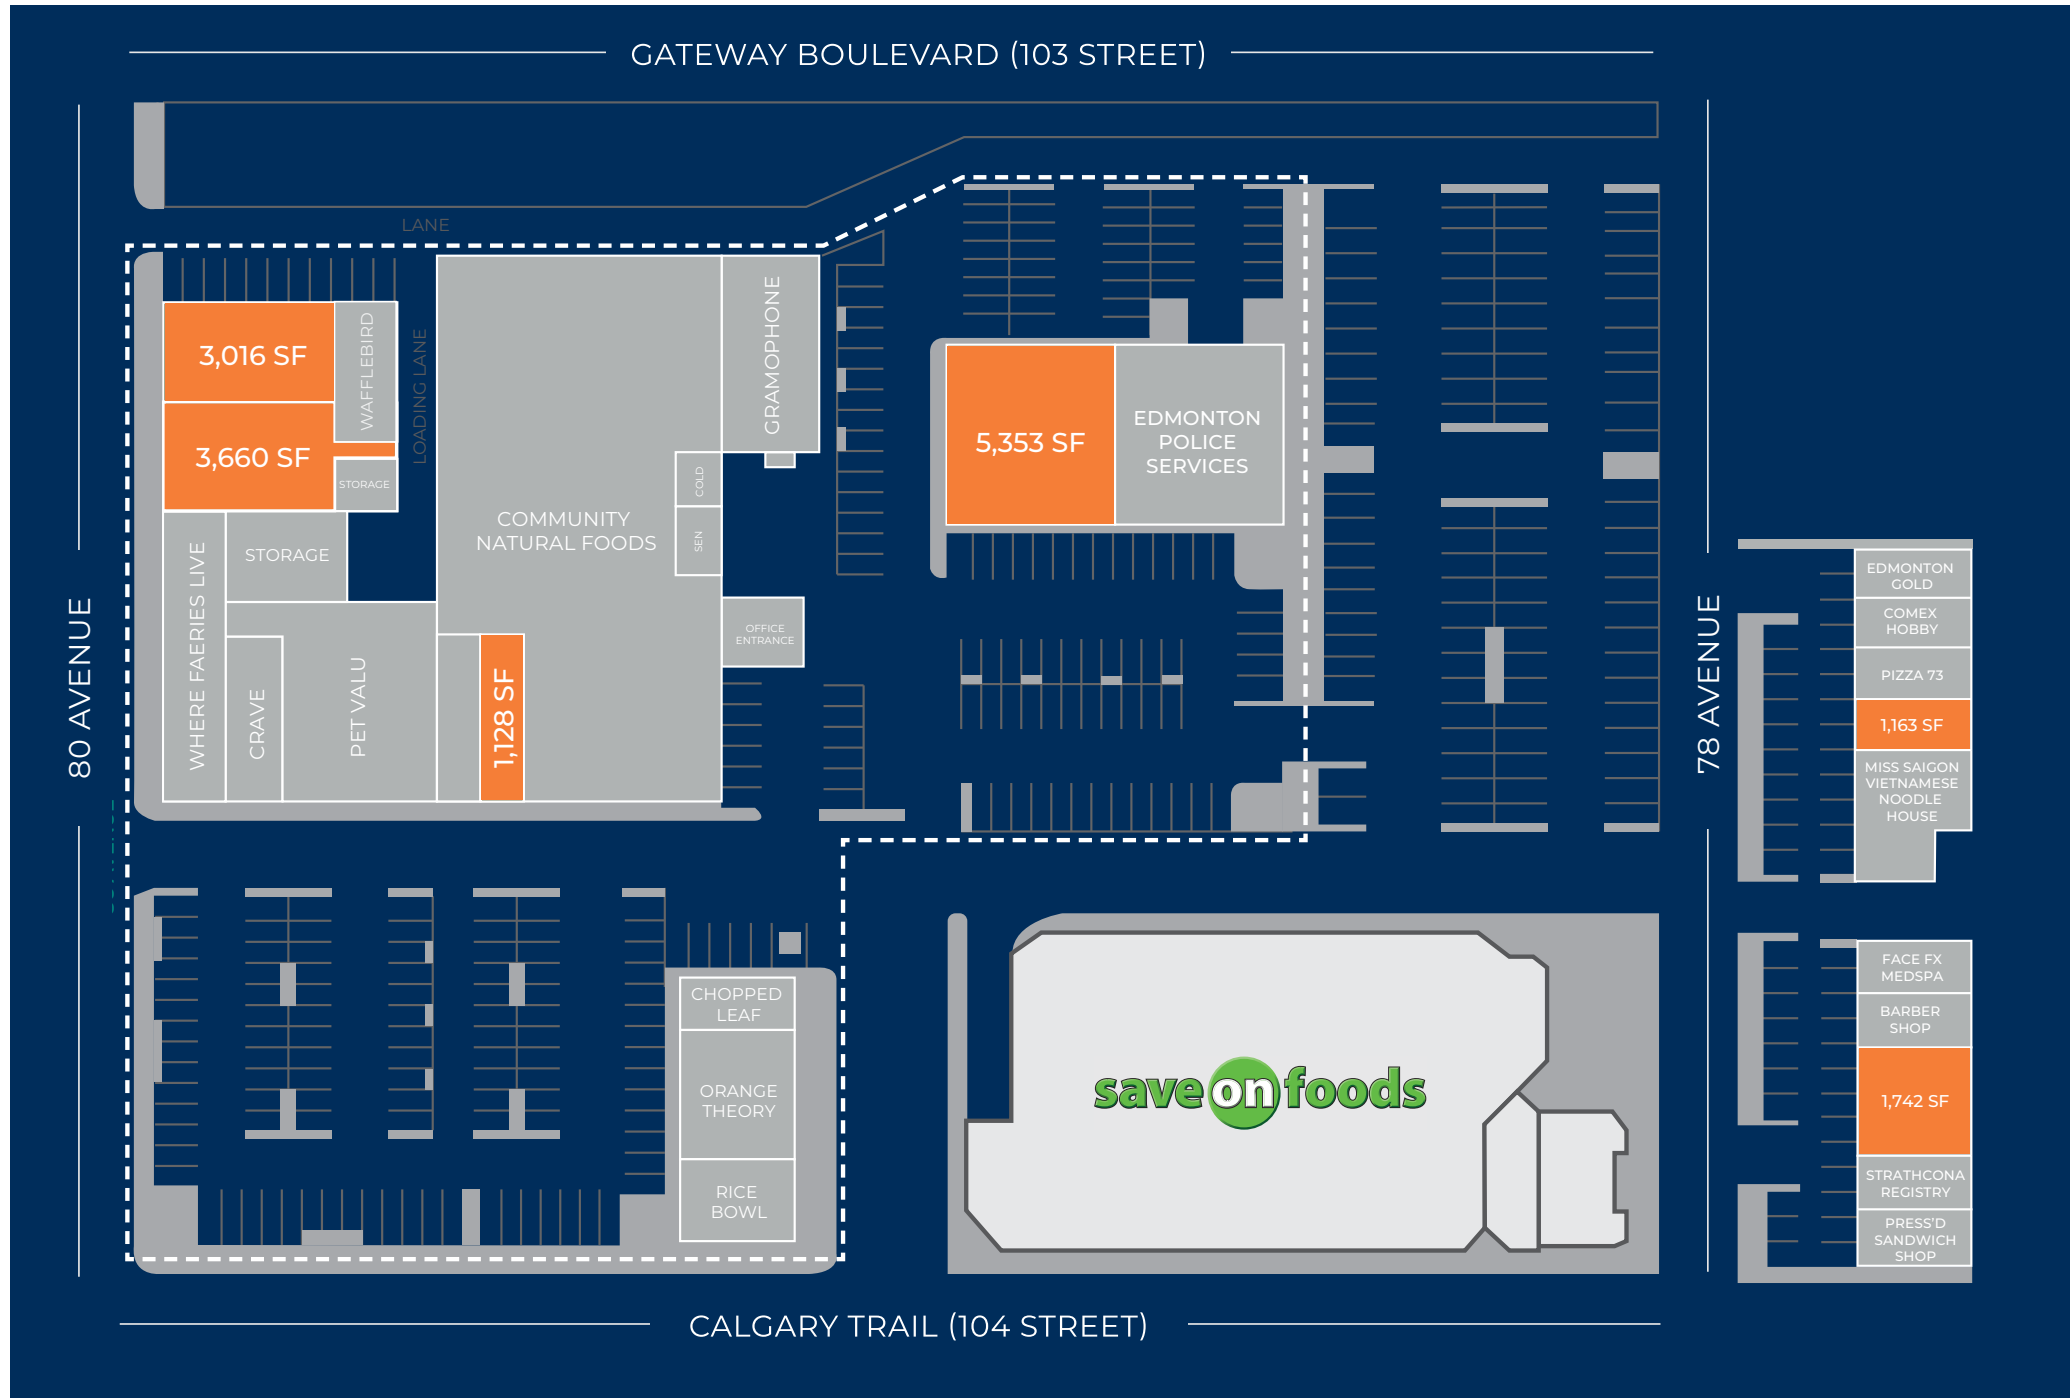 GATEWAY BOULEVARD (103 STREET)
LANE
80 AVENUE
3,016 SF
WAFFLEBIRD
LOADING LANE
3,660 SF
STORAGE
WHERE FAERIES LIVE
STORAGE
CRAVE
PET VALU
1,128 SF
COMMUNITY
NATURAL FOODS
GRAMOPHONE
COLD
SEN
OFFICE
ENTRANCE
5,353 SF
EDMONTON
POLICE
SERVICES
CHOPPED
LEAF
ORANGE
THEORY
RICE
BOWL
save on foods
78 AVENUE
EDMONTON
GOLD
COMEX
HOBBY
PIZZA 73
1,163 SF
MISS SAIGON
VIETNAMESE
NOODLE
HOUSE
FACE FX
MEDSPA
BARBER
SHOP
1,742 SF
STRATHCONA
REGISTRY
PRESS'D
SANDWICH
SHOP
CALGARY TRAIL (104 STREET)